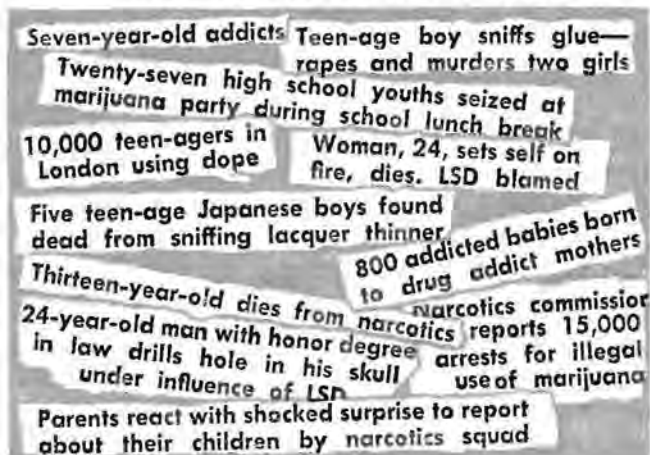 Seven-year-old addicts
Teen-age boy sniffs glue—
rapes and murders two girls
Twenty-seven high school youths seized at
marijuana party during school lunch break
10,000 teen-agers in
London using dope
Woman, 24, sets self on
fire, dies. LSD blamed
Five teen-age Japanese boys found
dead from sniffing lacquer thinner
800 addicted babies born
to drug addict mothers
Thirteen-year-old dies from narcotics
Narcotics commission
reports 15,000
arrests for illegal
use of marijuana
24-year-old man with honor degree
in law drills hole in his skull
under influence of LSD
Parents react with shocked surprise to report
about their children by narcotics squad